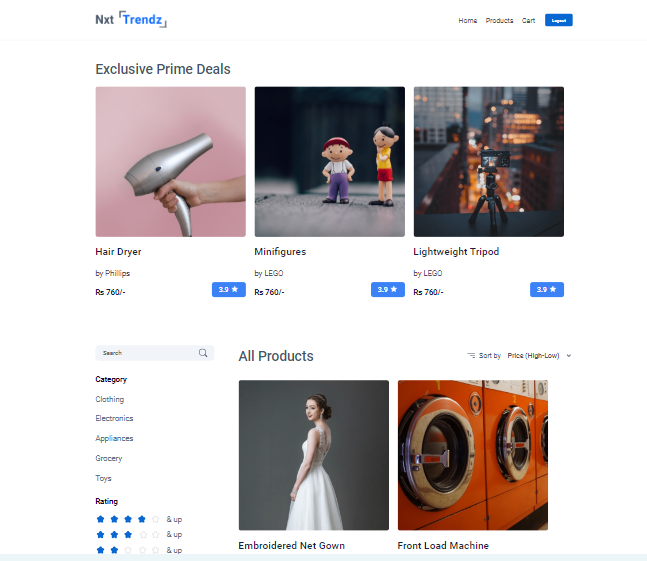 Nxt Trendz
Home Products Cart Logout
Exclusive Prime Deals
Hair Dryer
by Phillips
Rs 760/-
3.9
Minifigures
by LEGO
Rs 760/-
3.9
Lightweight Tripod
by LEGO
Rs 760/-
3.9
Search
Category
Clothing
Electronics
Appliances
Grocery
Toys
Rating
& up
& up
& up
All Products
Sort by Price (High-Low)
Embroidered Net Gown
Front Load Machine